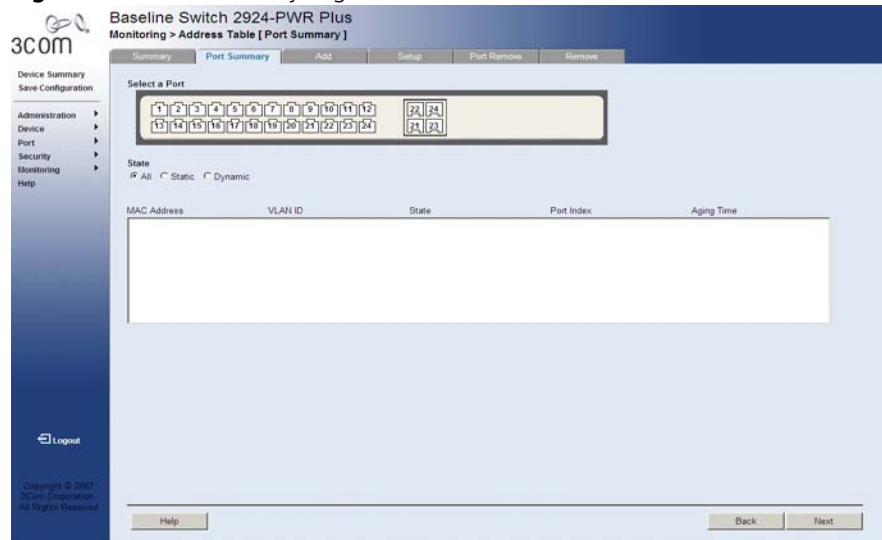 3COM
Baseline Switch 2924-PWR Plus
Monitoring > Address Table [ Port Summary ]
Summary Port Summary Add Setup Port Remove Remove
Device Summary
Save Configuration
Administration
Device
Port
Security
Monitoring
Help
Select a Port
1 2 3 4 5 6 7 8 9 10 11 12 22 24
13 14 15 16 17 18 19 20 21 22 23 24 21 23
State
All Static Dynamic
MAC Address VLAN ID State Port Index Aging Time
Logout
Copyright © 2007
3Com Corporation.
All Rights Reserved
Help Back Next